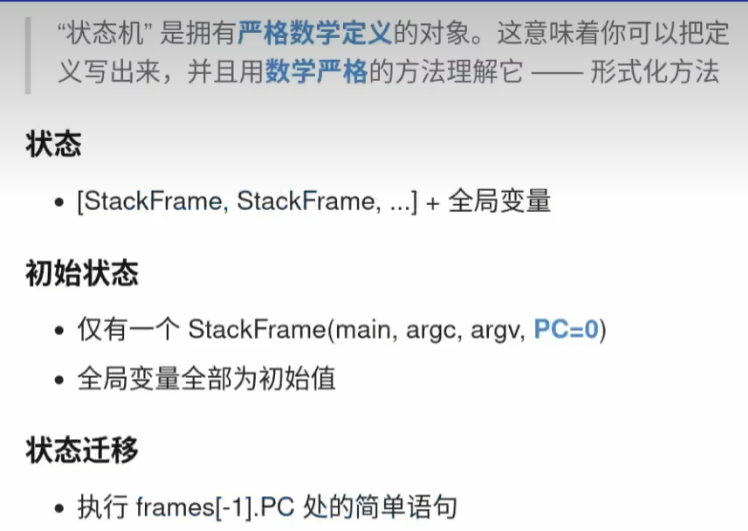 “状态机” 是拥有严格数学定义的对象。这意味着你可以把定
义写出来，并且用数学严格的方法理解它 —— 形式化方法
状态
• [StackFrame, StackFrame, ...] + 全局变量
初始状态
• 仅有一个 StackFrame(main, argc, argv, PC=0)
• 全局变量全部为初始值
状态迁移
• 执行 frames[-1].PC 处的简单语句